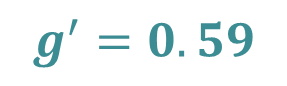 g′ = 0.59